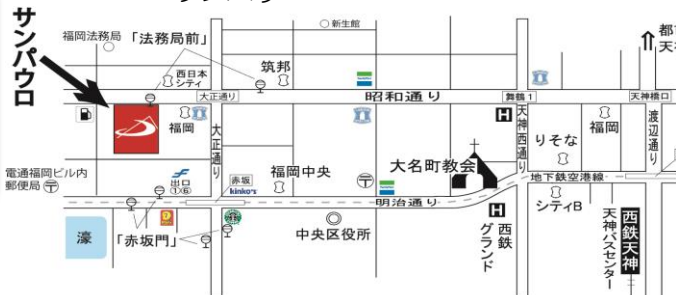 サンパウロ
福岡法務局
「法務局前」
新生館
西日本
シティ
筑邦
大正通り
昭和通り
舞鶴1
天神橋口
福岡
大正通り
天神西通り
りそな
福岡
渡辺通り
電通福岡ビル内
郵便局
出口
①⑥
赤坂
kinko's
福岡中央
大名町教会
地下鉄空港線
明治通り
濠
「赤坂門」
中央区役所
西鉄
グランド
シティB
天神バスセンター
西鉄天神
H
H